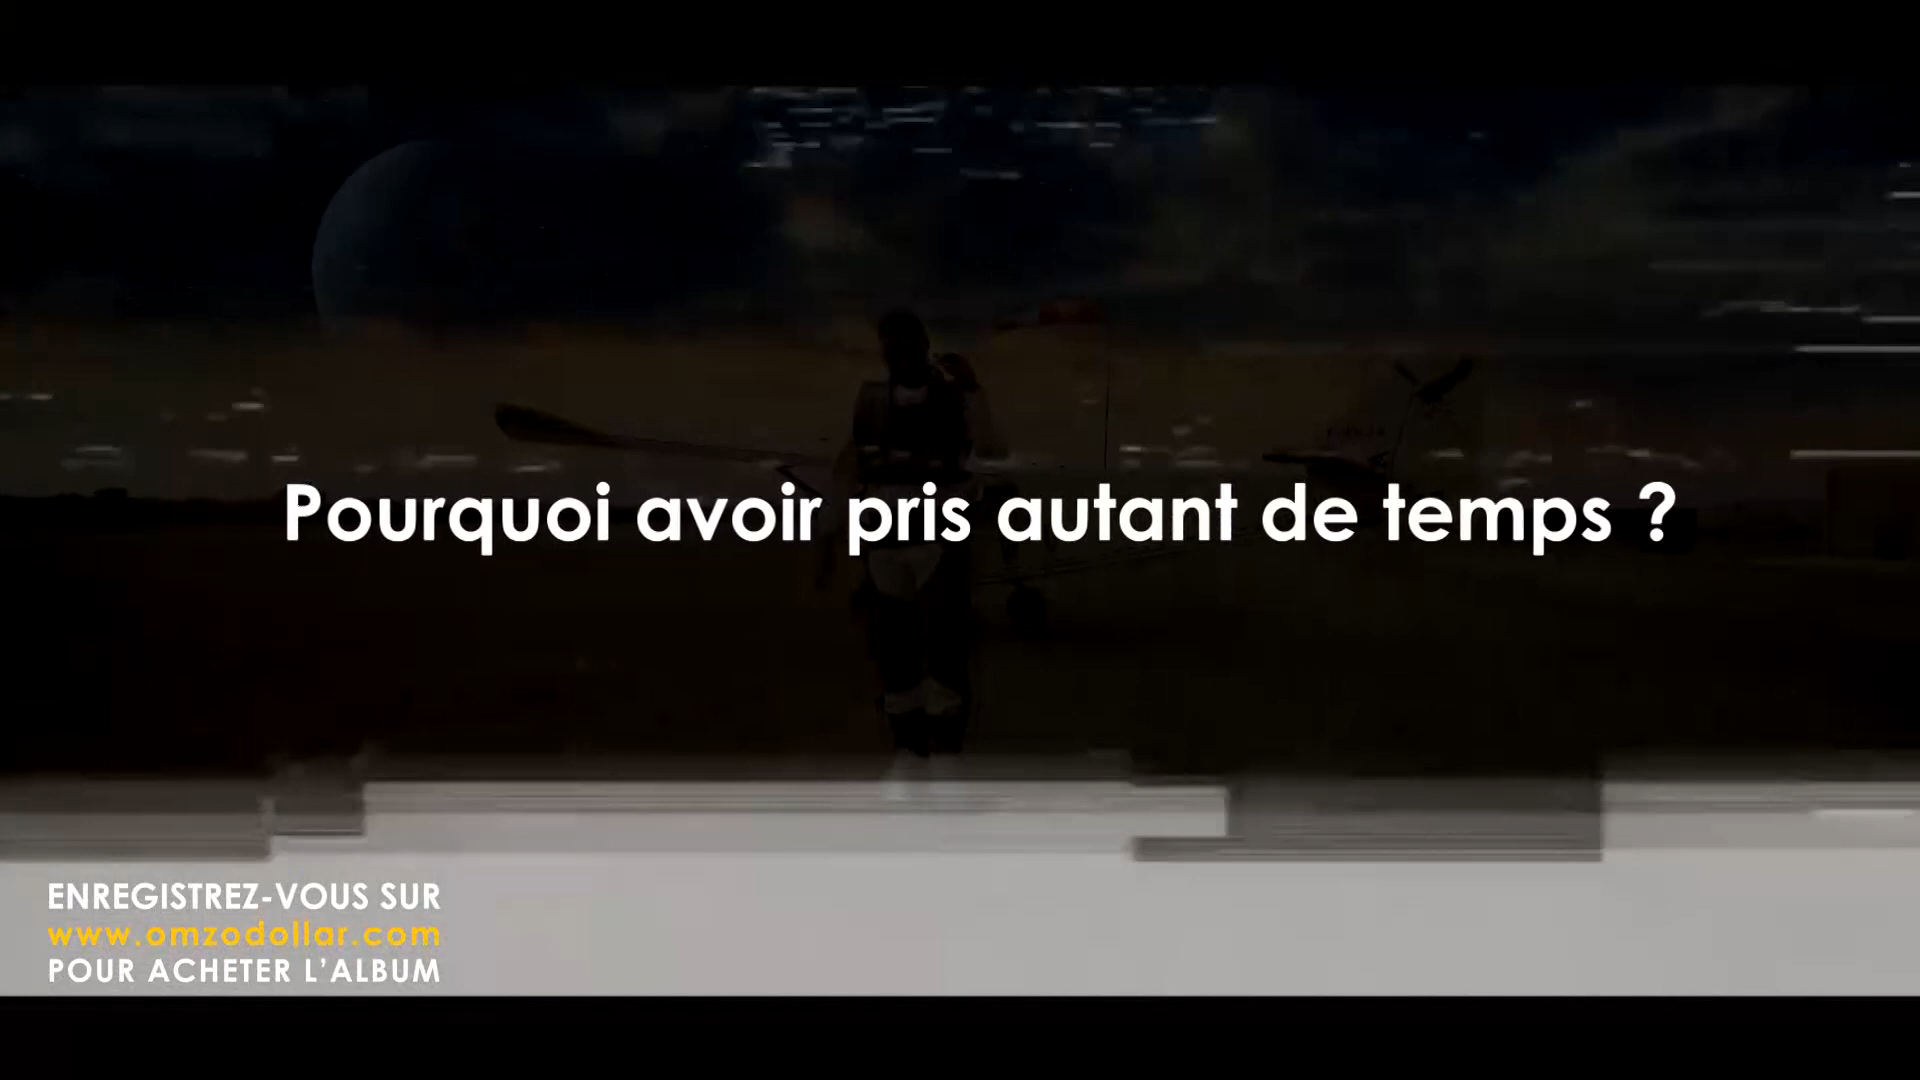 Pourquoi avoir pris autant de temps ?
ENREGISTREZ-VOUS SUR
www.omzodollar.com
POUR ACHETER L’ALBUM